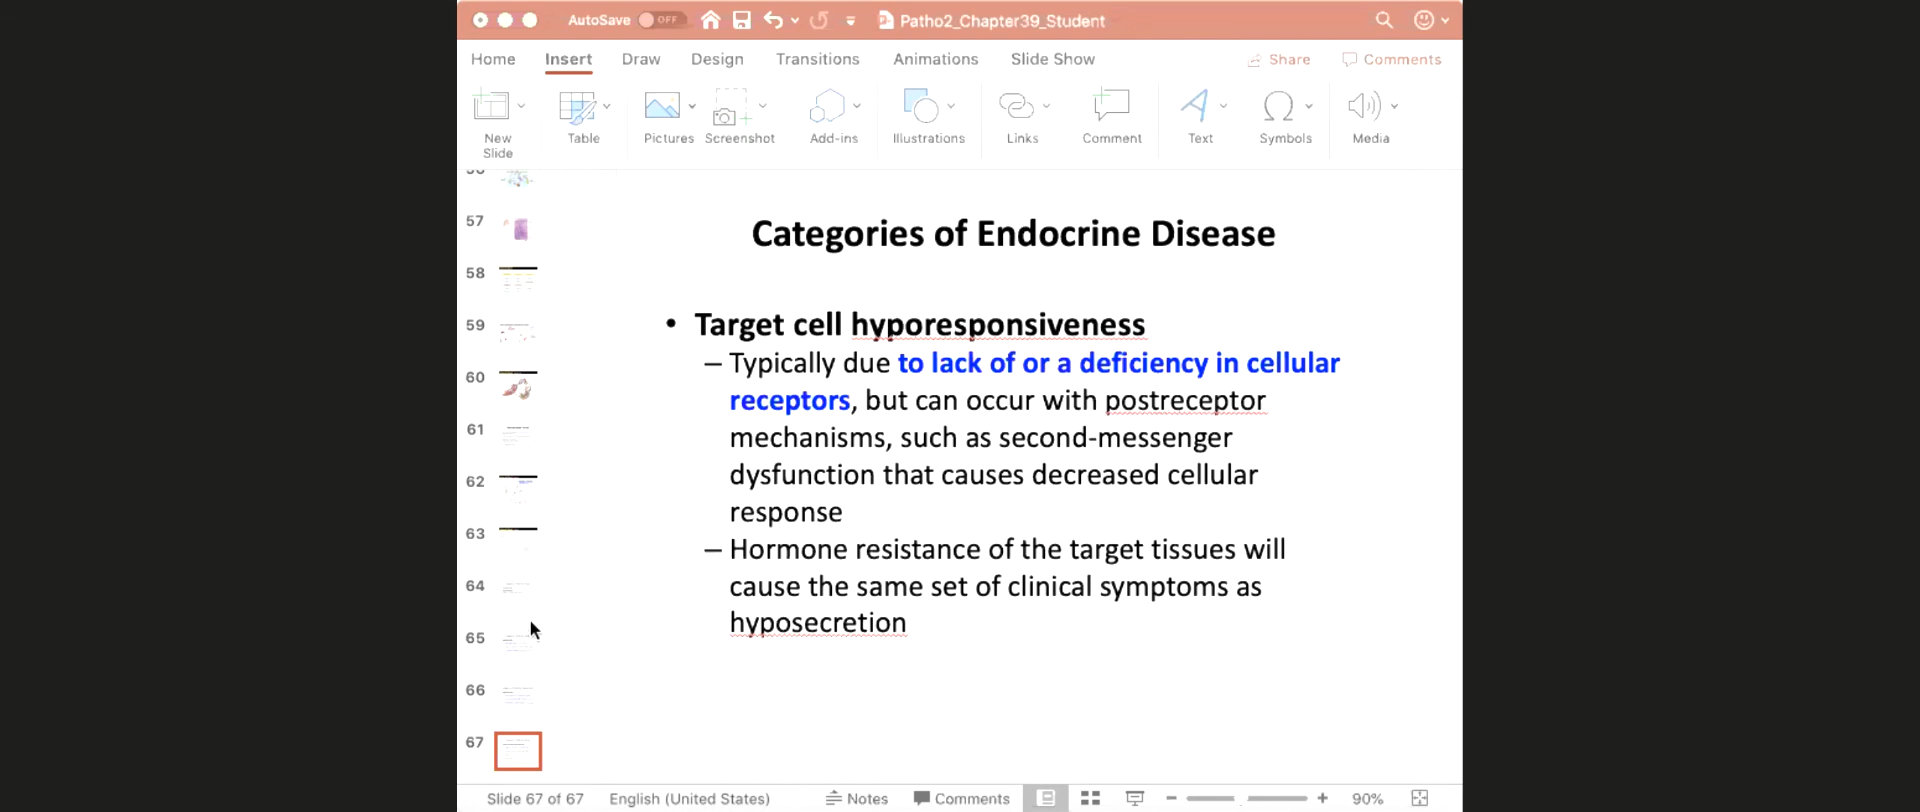 AutoSave OFF Patho2_Chapter39_Student
Home Insert Draw Design Transitions Animations Slide Show Share Comments
New Slide Table Pictures Screenshot Add-ins Illustrations Links Comment Text Symbols Media
57
58
59
60
61
62
63
64
65
66
67
Categories of Endocrine Disease
• Target cell hyporesponsiveness
– Typically due to lack of or a deficiency in cellular
receptors, but can occur with postreceptor
mechanisms, such as second-messenger
dysfunction that causes decreased cellular
response
– Hormone resistance of the target tissues will
cause the same set of clinical symptoms as
hyposecretion
Slide 67 of 67 English (United States) Notes Comments 90%